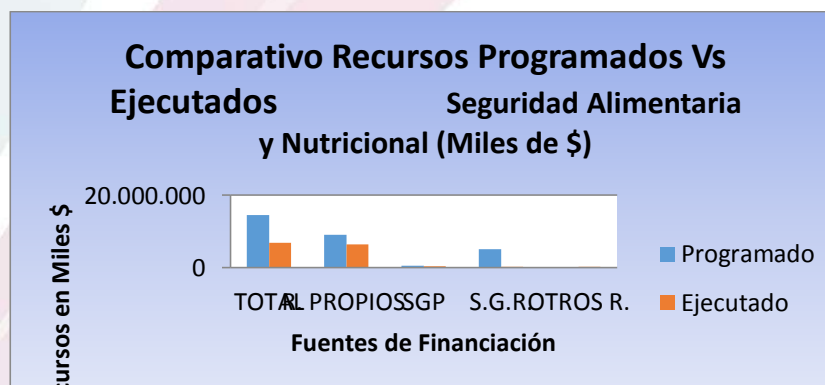 Comparativo Recursos Programados Vs
Ejecutados Seguridad Alimentaria
y Nutricional (Miles de $)
20.000.000
0
TOTAL R. PROPIOS SGP S.G.R. OTROS R.
Programado
Ejecutado
Fuentes de Financiación
cursos en Miles $